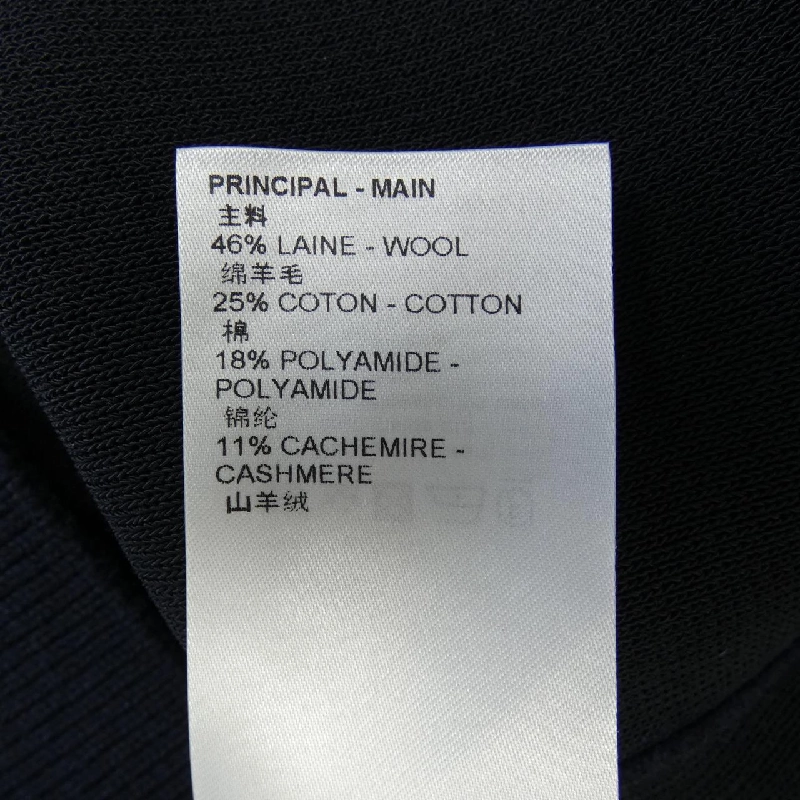 PRINCIPAL - MAIN
主料
46% LAINE - WOOL
绵羊毛
25% COTON - COTTON
棉
18% POLYAMIDE -
POLYAMIDE
锦纶
11% CACHEMIRE -
CASHMERE
山羊绒